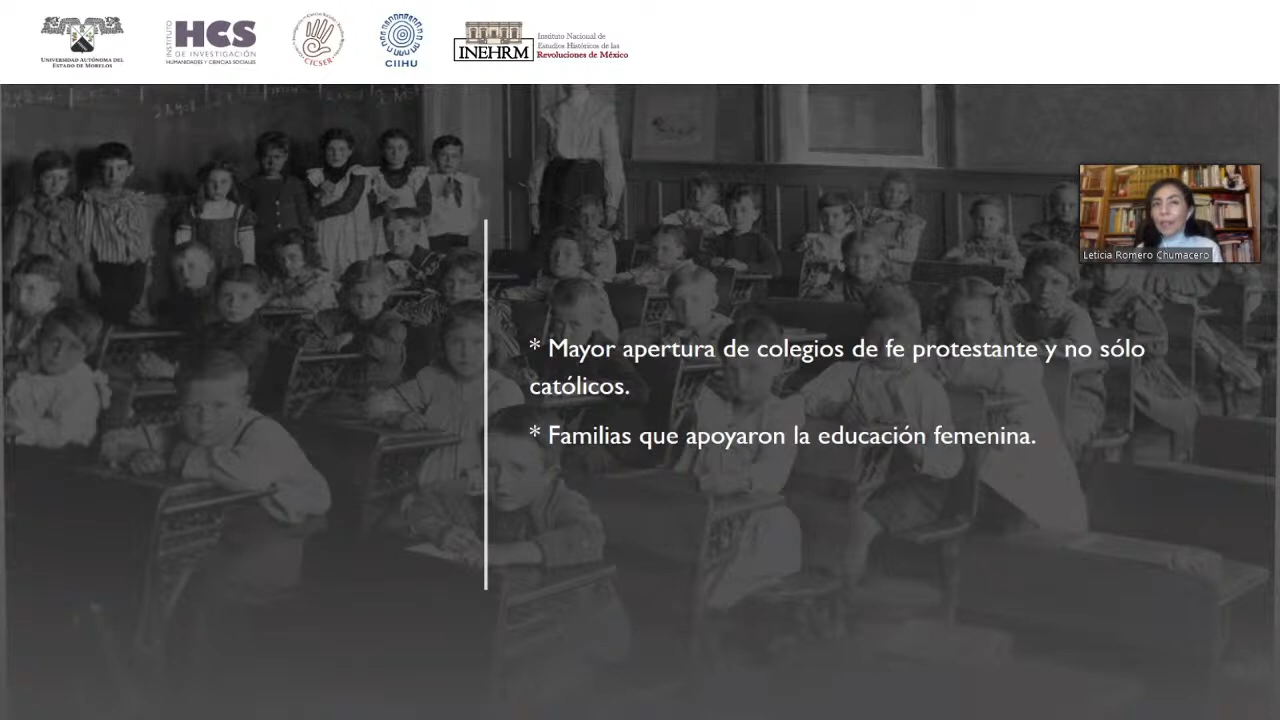 UNIVERSIDAD AUTÓNOMA DEL
ESTADO DE MORELOS
INSTITUTO
HCS
DE INVESTIGACIÓN
HUMANIDADES Y CIENCIAS SOCIALES
CICSER
CIIHU
INEHRM
Instituto Nacional de
Estudios Históricos de las
Revoluciones de México
Leticia Romero Chumacero
* Mayor apertura de colegios de fe protestante y no sólo
católicos.
* Familias que apoyaron la educación femenina.